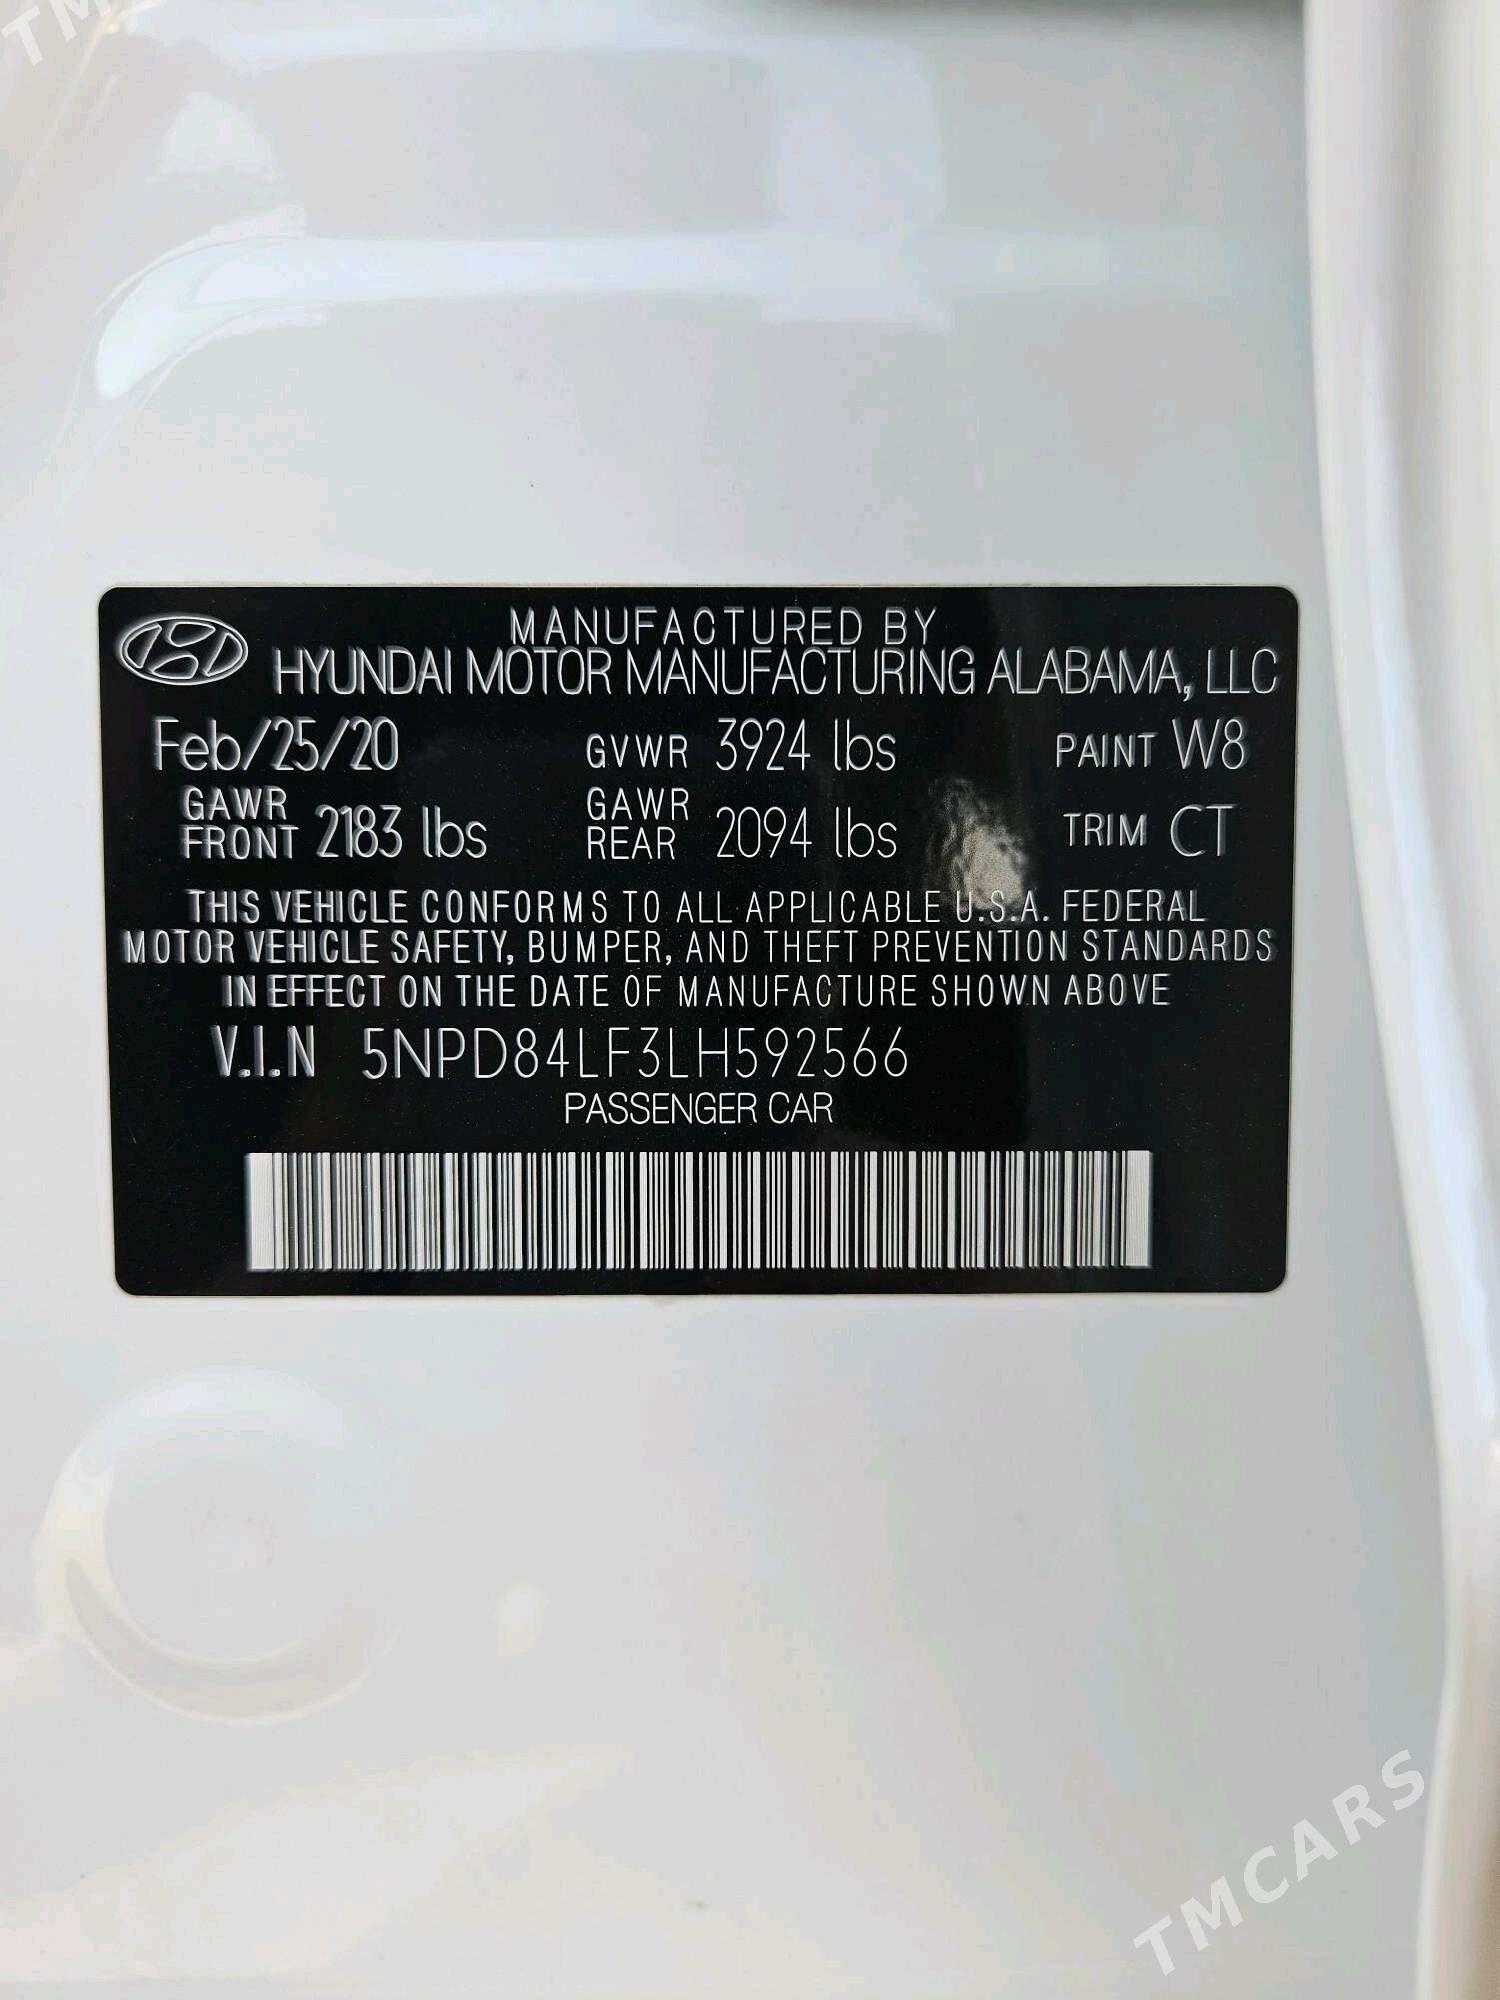 TM
MANUFACTURED BY
HYUNDAI MOTOR MANUFACTURING ALABAMA, LLC
Feb/25/20 GVWR 3924 lbs PAINT W8
GAWR FRONT 2183 lbs GAWR REAR 2094 lbs TRIM CT
THIS VEHICLE CONFORMS TO ALL APPLICABLE U.S.A. FEDERAL
MOTOR VEHICLE SAFETY, BUMPER, AND THEFT PREVENTION STANDARDS
IN EFFECT ON THE DATE OF MANUFACTURE SHOWN ABOVE
V.I.N 5NPD84LF3LH592566
PASSENGER CAR
TMCARS